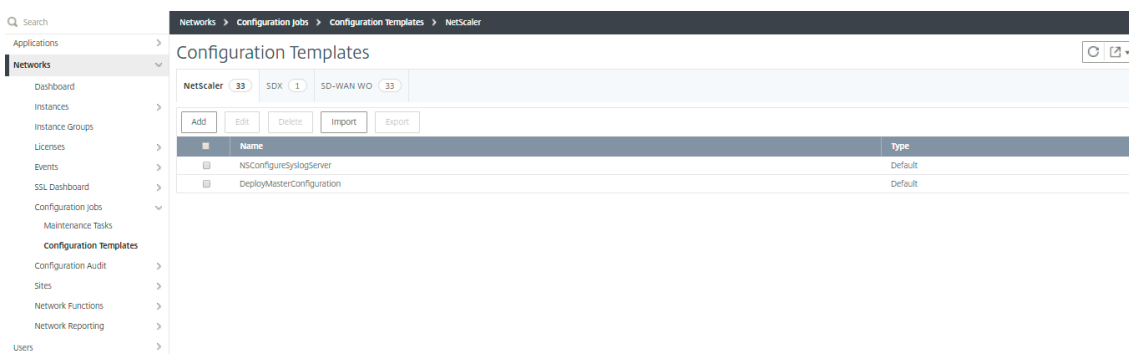 Search
Networks > Configuration Jobs > Configuration Templates > NetScaler
Applications
Networks
Dashboard
Instances
Instance Groups
Licenses
Events
SSL Dashboard
Configuration Jobs
Maintenance Tasks
Configuration Templates
Configuration Audit
Sites
Network Functions
Network Reporting
Users
Configuration Templates
NetScaler 33 SDX 1 SD-WAN WO 33
Add Edit Delete Import Export
Name Type
NSConfigureSyslogServer Default
DeployMasterConfiguration Default